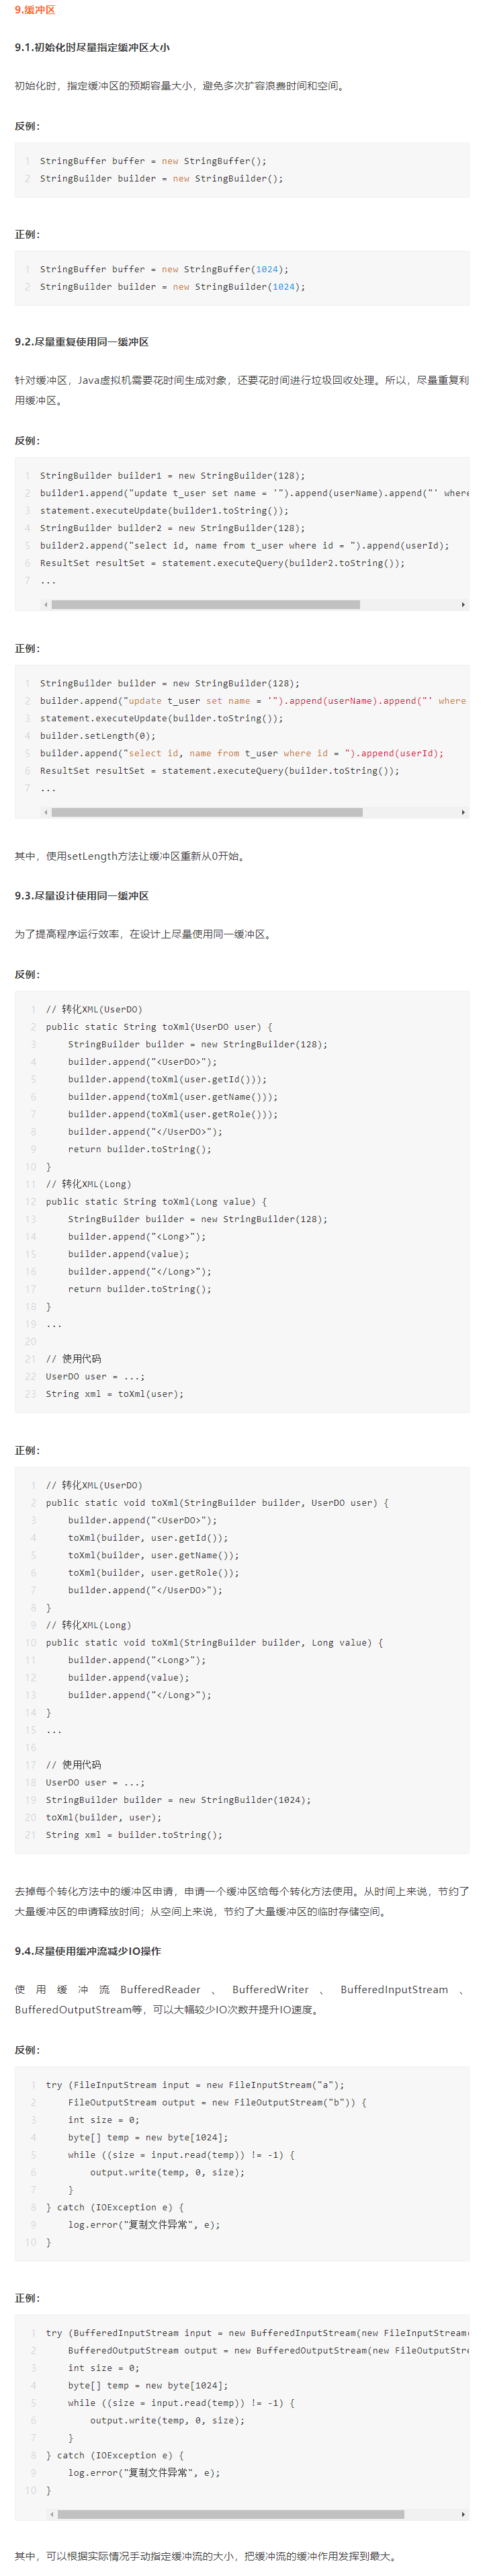 9.缓冲区
9.1.初始化时尽量指定缓冲区大小
初始化时，指定缓冲区的预期容量大小，避免多次扩容浪费时间和空间。
反例：
1 StringBuffer buffer = new StringBuffer();
2 StringBuilder builder = new StringBuilder();
正例：
1 StringBuffer buffer = new StringBuffer(1024);
2 StringBuilder builder = new StringBuilder(1024);
9.2.尽量重复使用同一缓冲区
针对缓冲区，Java虚拟机需要花时间生成对象，还要花时间进行垃圾回收处理。所以，尽量重复利
用缓冲区。
反例：
1 StringBuilder builder1 = new StringBuilder(128);
2 builder1.append("update t_user set name = '").append(userName).append("' where
3 statement.executeUpdate(builder1.toString());
4 StringBuilder builder2 = new StringBuilder(128);
5 builder2.append("select id, name from t_user where id = ").append(userId);
6 ResultSet resultSet = statement.executeQuery(builder2.toString());
7 ...
正例：
1 StringBuilder builder = new StringBuilder(128);
2 builder.append("update t_user set name = '").append(userName).append("' where
3 statement.executeUpdate(builder.toString());
4 builder.setLength(0);
5 builder.append("select id, name from t_user where id = ").append(userId);
6 ResultSet resultSet = statement.executeQuery(builder.toString());
7 ...
其中，使用setLength方法让缓冲区重新从0开始。
9.3.尽量设计使用同一缓冲区
为了提高程序运行效率，在设计上尽量使用同一缓冲区。
反例：
1 // 转化XML(UserDO)
2 public static String toXml(UserDO user) {
3     StringBuilder builder = new StringBuilder(128);
4     builder.append("<UserDO>");
5     builder.append(toXml(user.getId()));
6     builder.append(toXml(user.getName()));
7     builder.append(toXml(user.getRole()));
8     builder.append("</UserDO>");
9     return builder.toString();
10 }
11 // 转化XML(Long)
12 public static String toXml(Long value) {
13     StringBuilder builder = new StringBuilder(128);
14     builder.append("<Long>");
15     builder.append(value);
16     builder.append("</Long>");
17     return builder.toString();
18 }
19 ...
20
21 // 使用代码
22 UserDO user = ...;
23 String xml = toXml(user);
正例：
1 // 转化XML(UserDO)
2 public static void toXml(StringBuilder builder, UserDO user) {
3     builder.append("<UserDO>");
4     toXml(builder, user.getId());
5     toXml(builder, user.getName());
6     toXml(builder, user.getRole());
7     builder.append("</UserDO>");
8 }
9 // 转化XML(Long)
10 public static void toXml(StringBuilder builder, Long value) {
11     builder.append("<Long>");
12     builder.append(value);
13     builder.append("</Long>");
14 }
15 ...
16
17 // 使用代码
18 UserDO user = ...;
19 StringBuilder builder = new StringBuilder(1024);
20 toXml(builder, user);
21 String xml = builder.toString();
去掉每个转化方法中的缓冲区申请，申请一个缓冲区给每个转化方法使用。从时间上来说，节约了
大量缓冲区的申请释放时间；从空间上来说，节约了大量缓冲区的临时存储空间。
9.4.尽量使用缓冲流减少IO操作
使用缓冲流BufferedReader、BufferedWriter、BufferedInputStream、
BufferedOutputStream等，可以大幅较少IO次数并提升IO速度。
反例：
1 try (FileInputStream input = new FileInputStream("a");
2     FileOutputStream output = new FileOutputStream("b")) {
3     int size = 0;
4     byte[] temp = new byte[1024];
5     while ((size = input.read(temp)) != -1) {
6         output.write(temp, 0, size);
7     }
8 } catch (IOException e) {
9     log.error("复制文件异常", e);
10 }
正例：
1 try (BufferedInputStream input = new BufferedInputStream(new FileInputStream(
2     BufferedOutputStream output = new BufferedOutputStream(new FileOutputStre
3     int size = 0;
4     byte[] temp = new byte[1024];
5     while ((size = input.read(temp)) != -1) {
6         output.write(temp, 0, size);
7     }
8 } catch (IOException e) {
9     log.error("复制文件异常", e);
10 }
其中，可以根据实际情况手动指定缓冲流的大小，把缓冲流的缓冲作用发挥到最大。